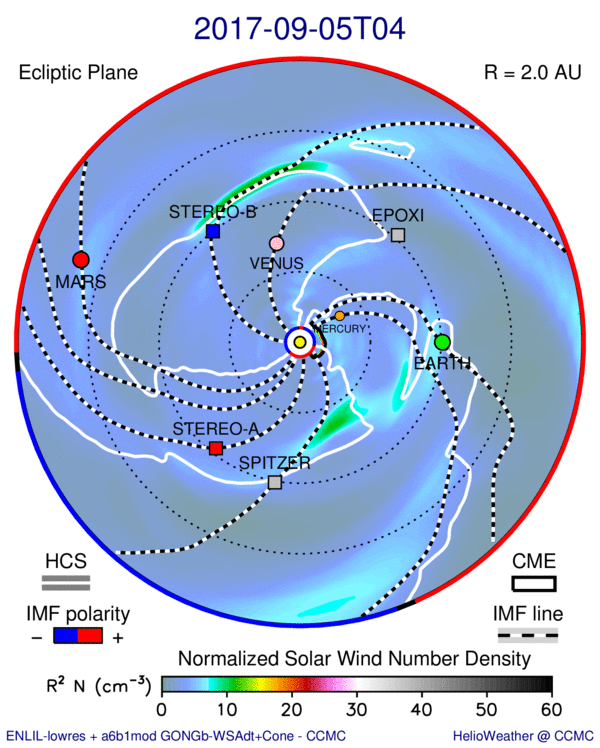 2017-09-05T04
Ecliptic Plane
R = 2.0 AU
STEREO-B
EPOXI
VENUS
MARS
MERCURY
EARTH
STEREO-A
SPITZER
HCS
CME
IMF polarity
IMF line
− +
Normalized Solar Wind Number Density
R² N (cm⁻³)
0 10 20 30 40 50 60
ENLIL-lowres + a6b1mod GONGb-WSAdt+Cone - CCMC
HelioWeather @ CCMC